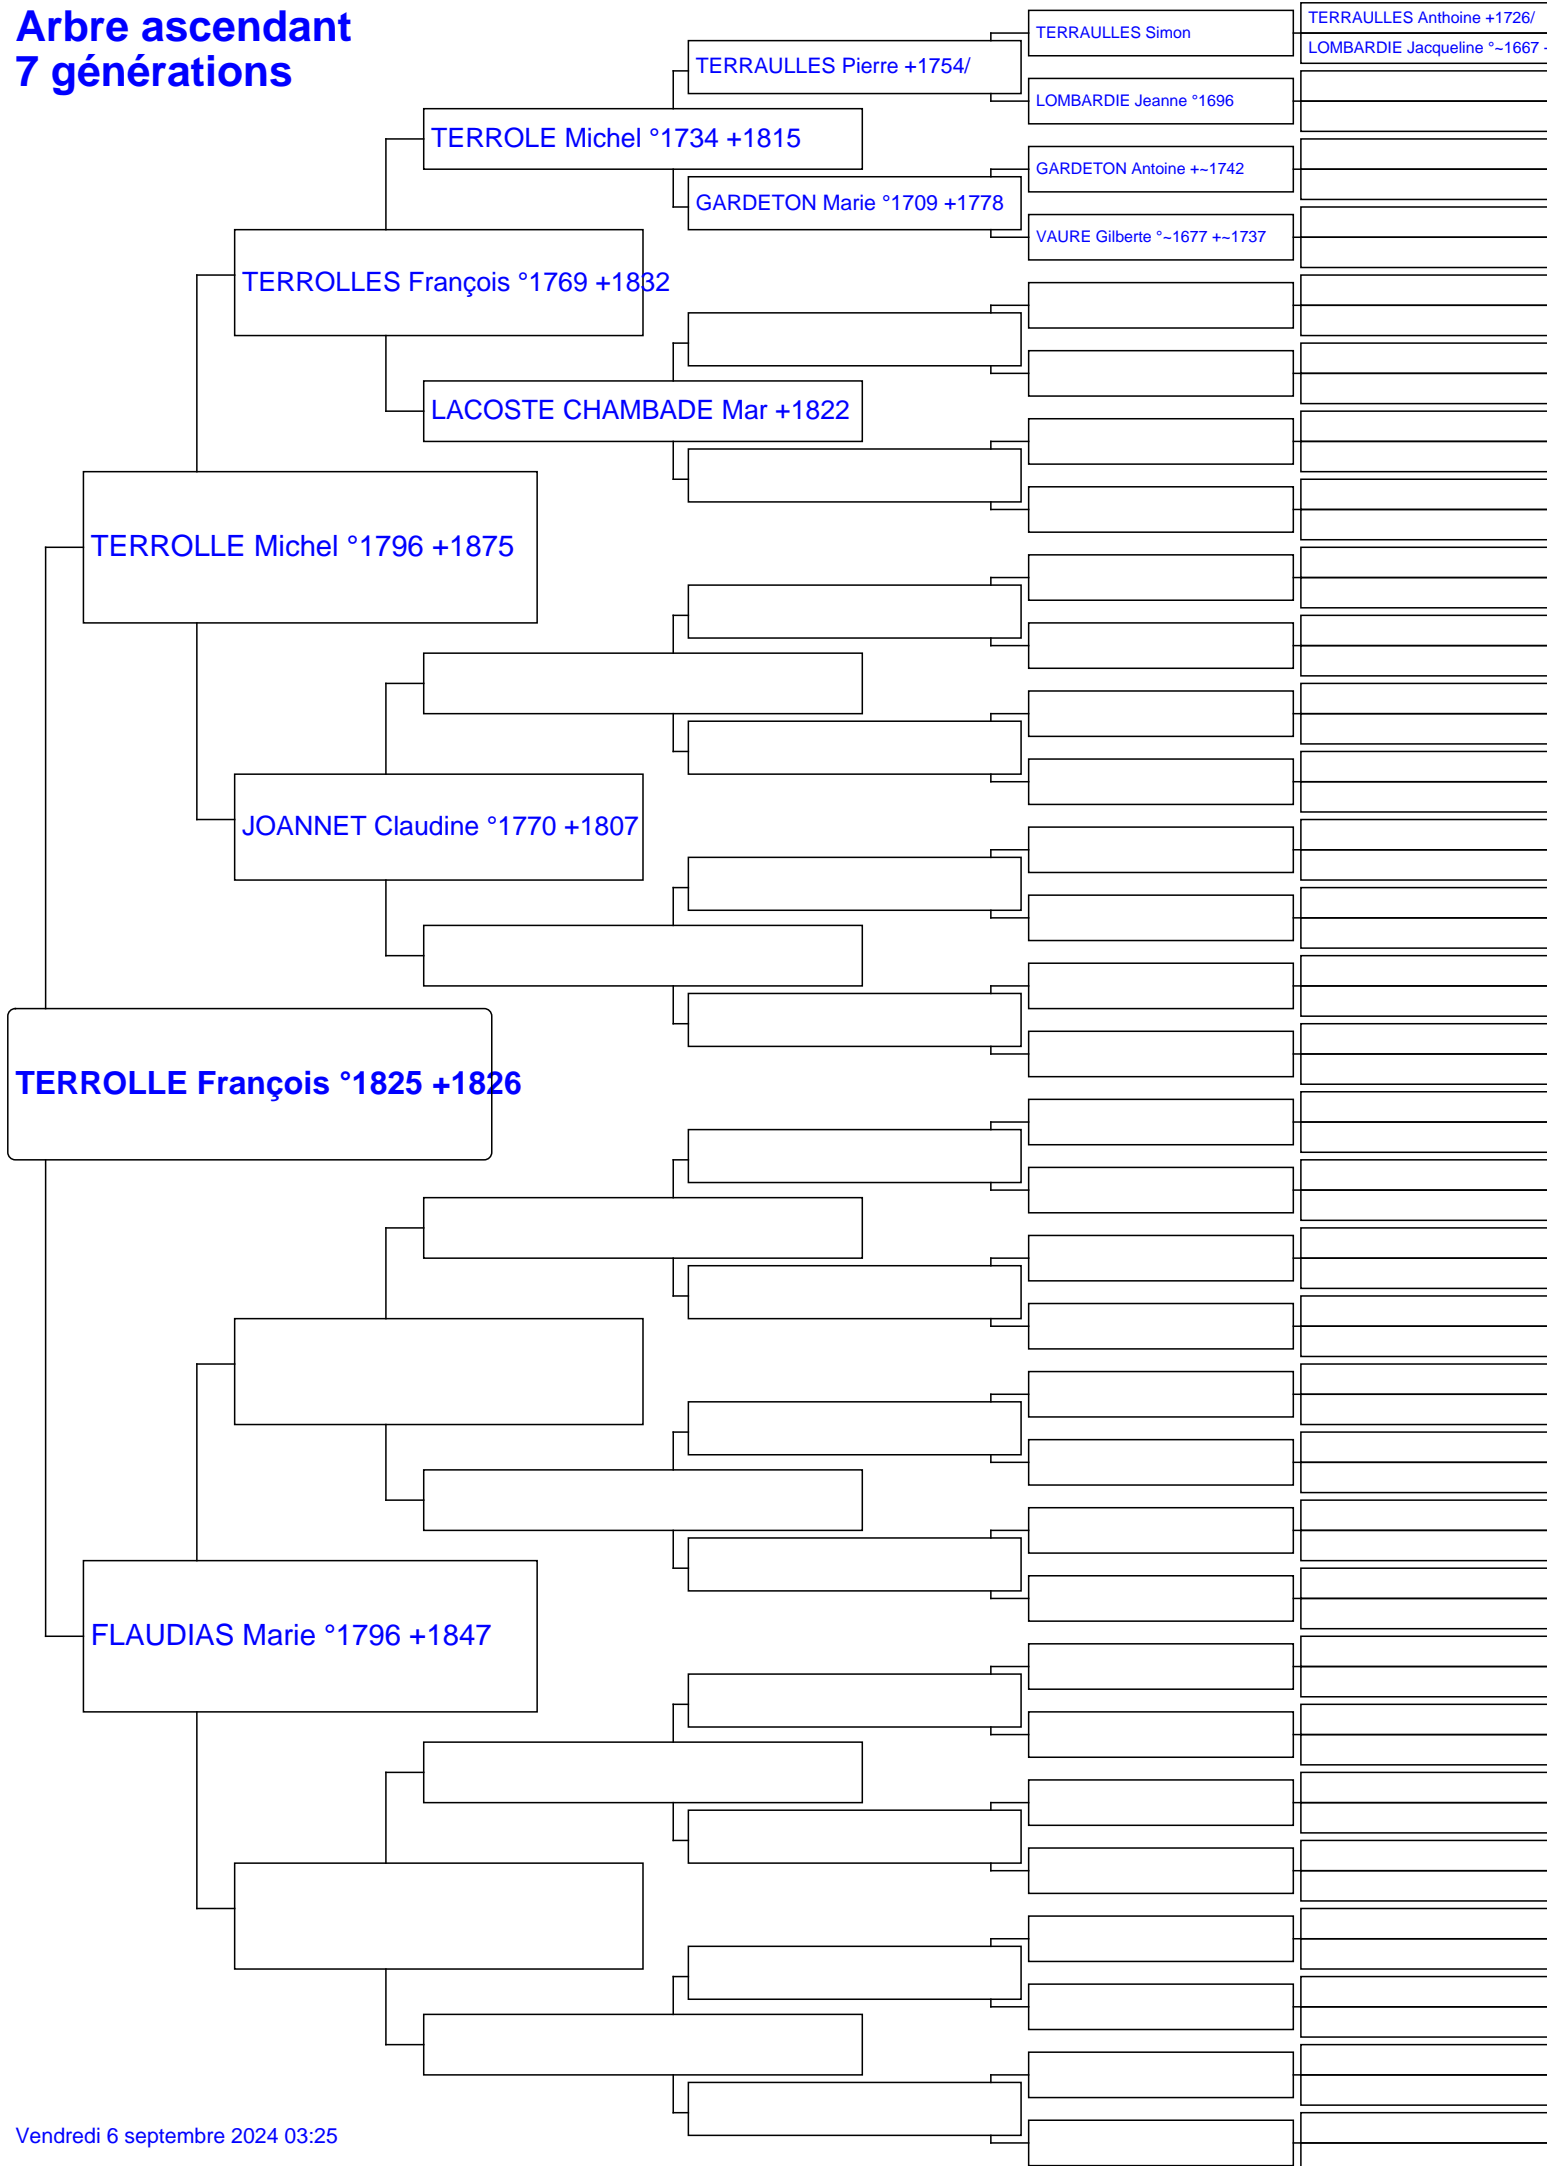 Arbre ascendant
7 générations
TERRAULLES Anthoine +1726/
TERRAULLES Simon
LOMBARDIE Jacqueline °~1667 +
TERRAULLES Pierre +1754/
LOMBARDIE Jeanne °1696
TERROLE Michel °1734 +1815
GARDETON Antoine +~1742
GARDETON Marie °1709 +1778
VAURE Gilberte °~1677 +~1737
TERROLLES François °1769 +1832
LACOSTE CHAMBADE Mar +1822
TERROLLE Michel °1796 +1875
JOANNET Claudine °1770 +1807
TERROLLE François °1825 +1826
FLAUDIAS Marie °1796 +1847
Vendredi 6 septembre 2024 03:25